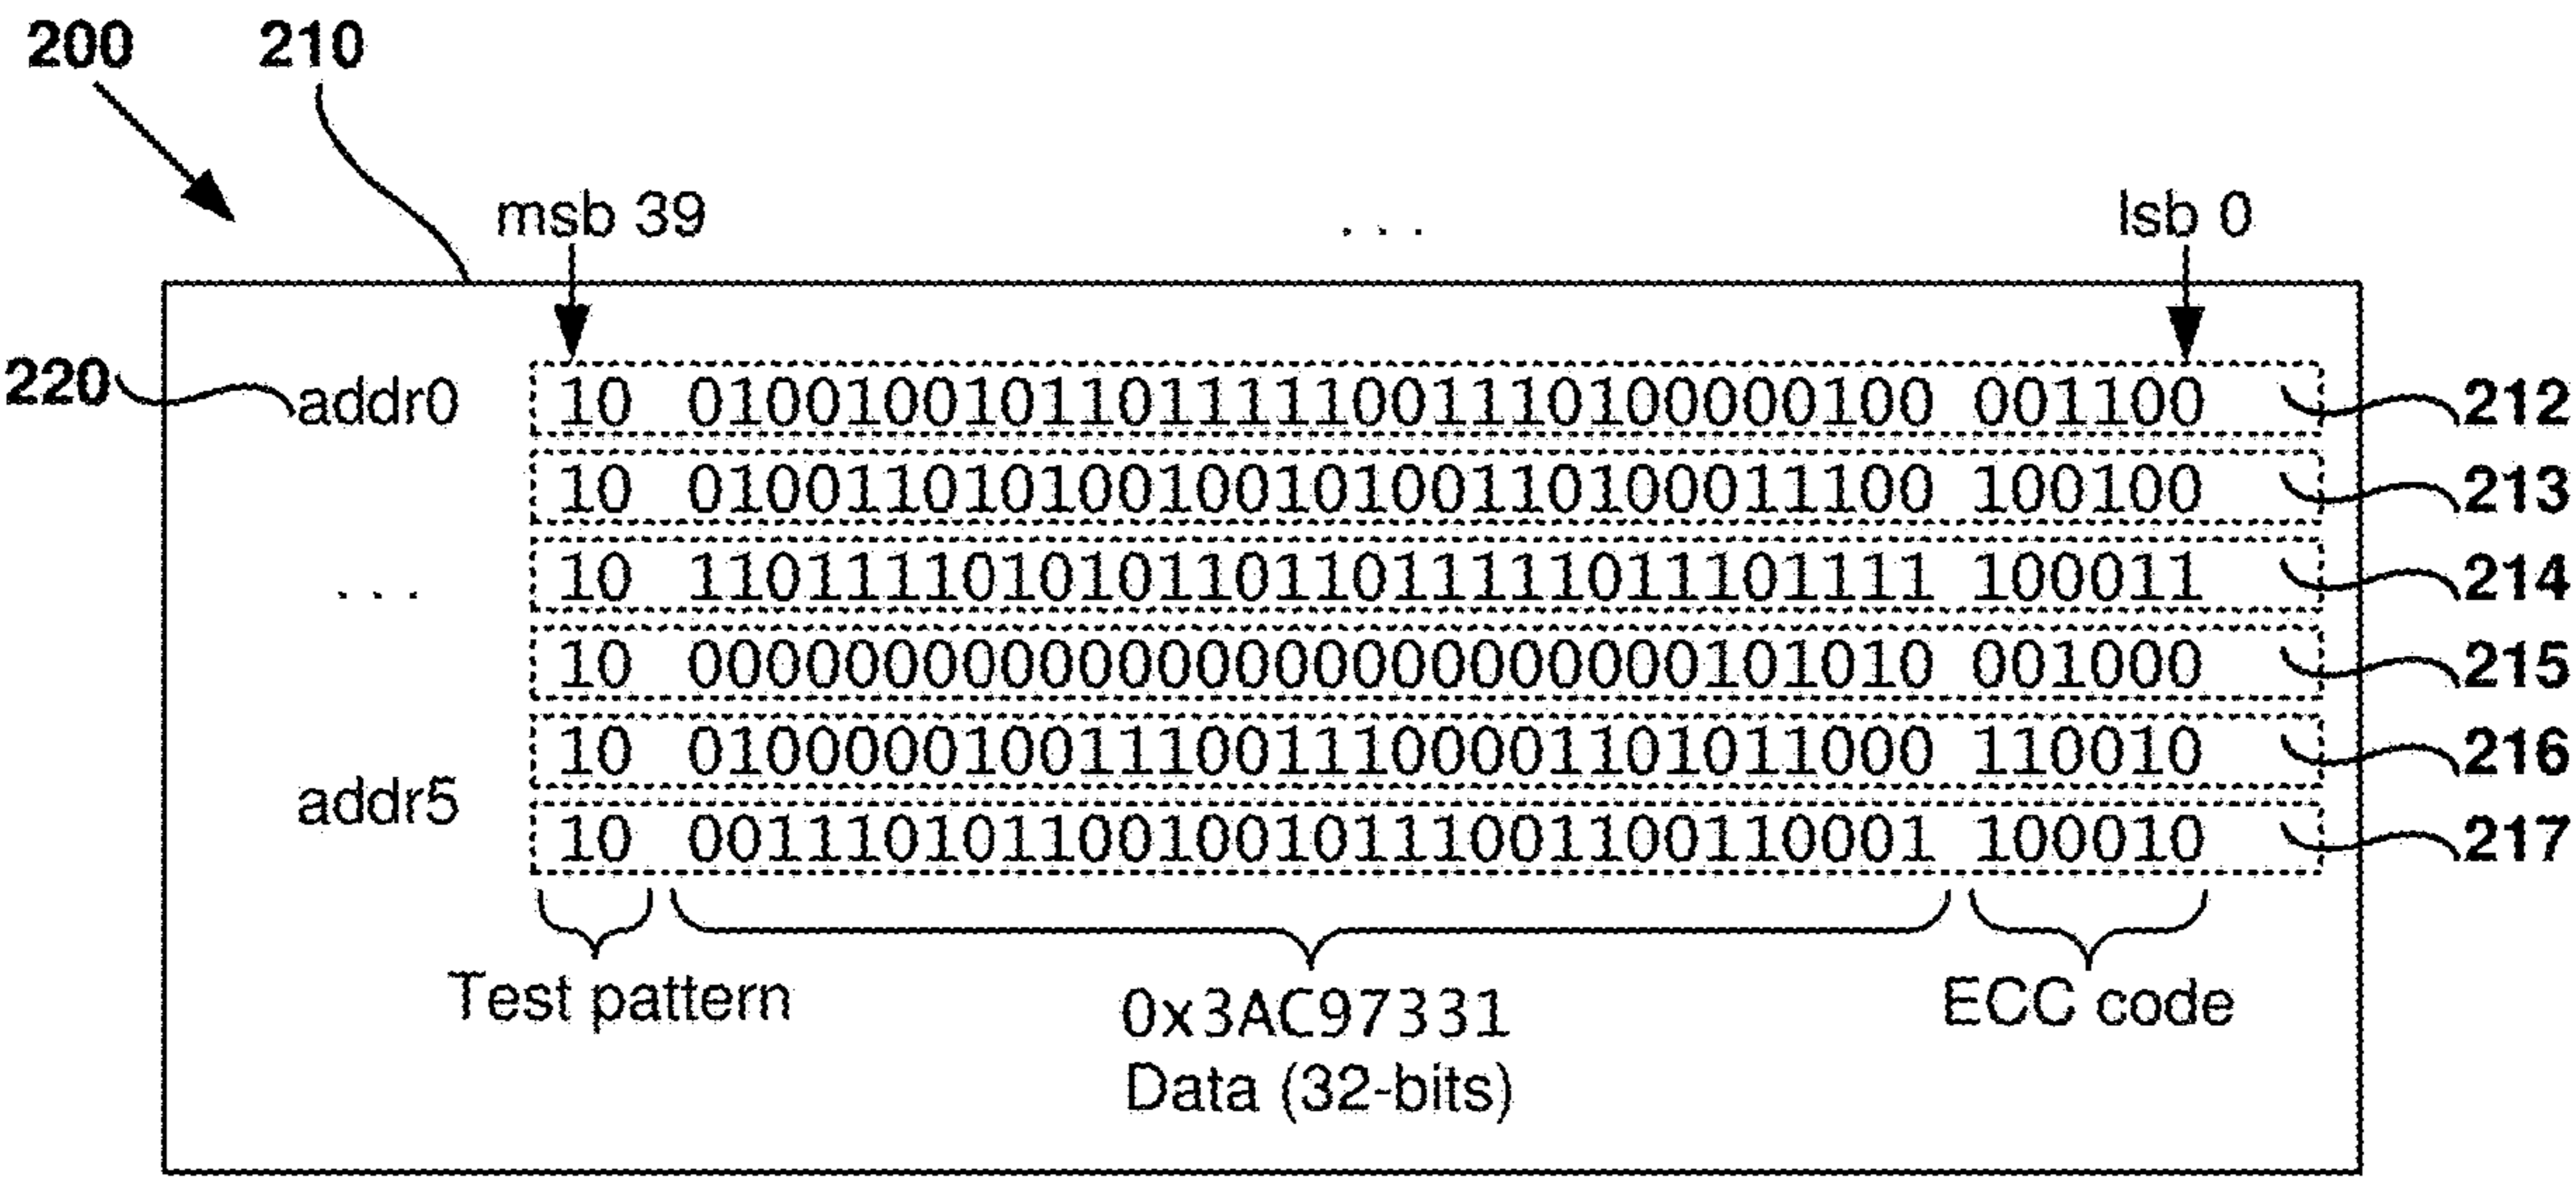 200 210
msb 39 ... lsb 0
220 addr0 10 01001001011011111001110100000100 001100 212
10 01001101010010010100110100011100 100100 213
... 10 11011110101011011011111011101111 100011 214
10 00000000000000000000000000101010 001000 215
10 01000001001110011100001101011000 110010 216
addr5 10 00111010110010010111001100110001 100010 217
Test pattern 0x3AC97331 ECC code
Data (32-bits)